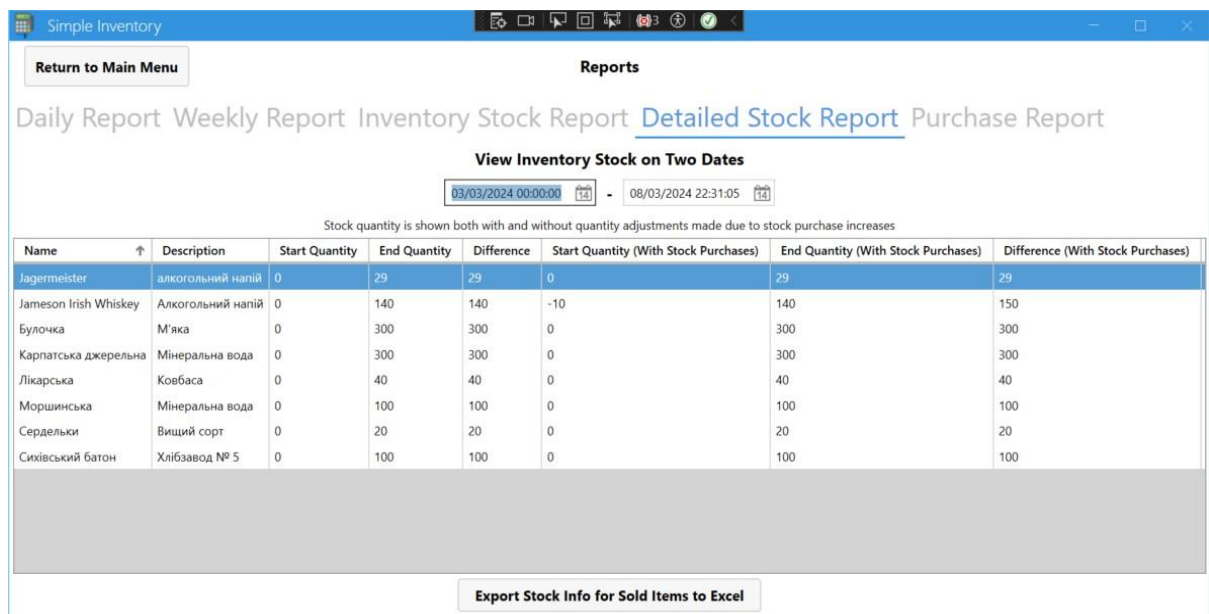 Simple Inventory
3
Return to Main Menu
Reports
Daily Report Weekly Report Inventory Stock Report Detailed Stock Report Purchase Report
View Inventory Stock on Two Dates
03/03/2024 00:00:00 14 - 08/03/2024 22:31:05 14
Stock quantity is shown both with and without quantity adjustments made due to stock purchase increases
Name Description Start Quantity End Quantity Difference Start Quantity (With Stock Purchases) End Quantity (With Stock Purchases) Difference (With Stock Purchases)
Jagermeister алкогольний напій 0 29 29 0 29 29
Jameson Irish Whiskey Алкогольний напій 0 140 140 -10 140 150
Булочка М'яка 0 300 300 0 300 300
Карпатська джерельна Мінеральна вода 0 300 300 0 300 300
Лікарська Ковбаса 0 40 40 0 40 40
Моршинська Мінеральна вода 0 100 100 0 100 100
Сердельки Вищий сорт 0 20 20 0 20 20
Сихівський батон Хлібзавод № 5 0 100 100 0 100 100
Export Stock Info for Sold Items to Excel